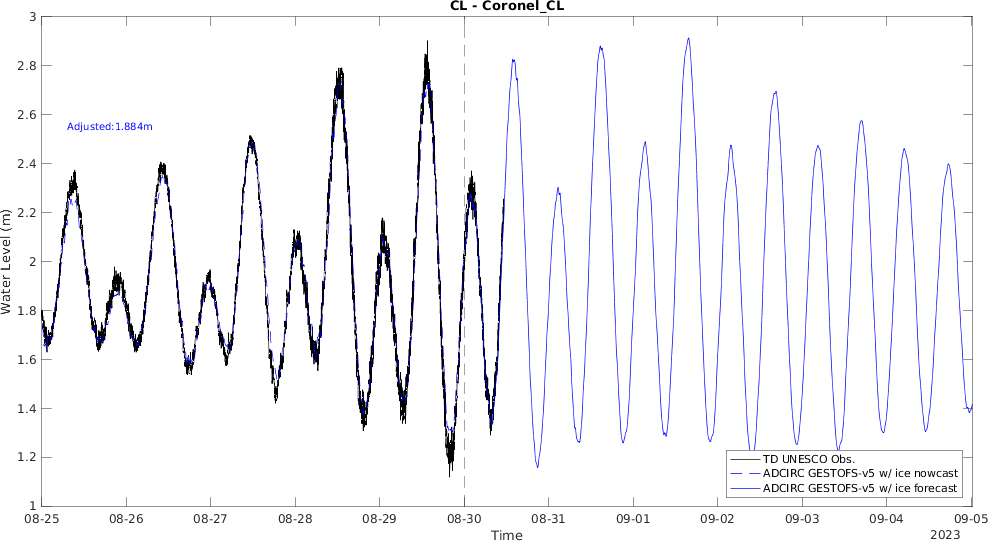 CL - Coronel_CL
3
2.8
2.6
2.4
2.2
2
1.8
1.6
1.4
1.2
1
Water Level (m)
Adjusted:1.884m
TD UNESCO Obs.
ADCIRC GESTOFS-v5 w/ ice nowcast
ADCIRC GESTOFS-v5 w/ ice forecast
08-25 08-26 08-27 08-28 08-29 08-30 08-31 09-01 09-02 09-03 09-04 09-05
Time
2023